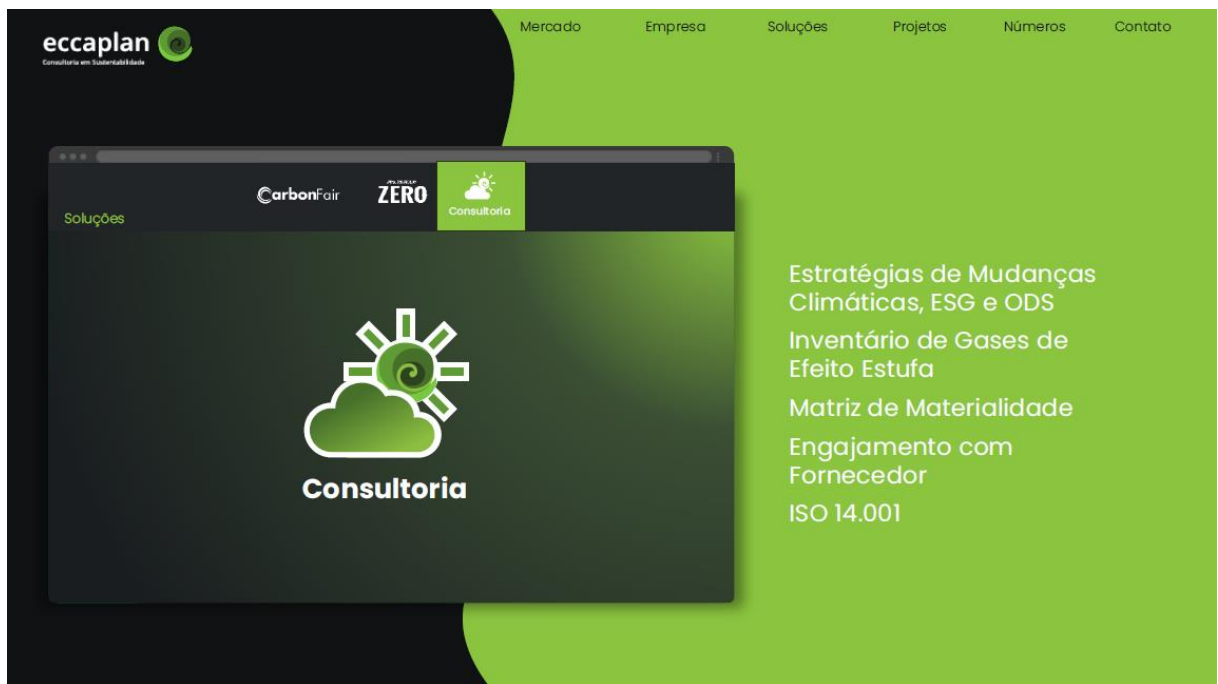 eccaplan
Consultoria em Sustentabilidade
Mercado Empresa Soluções Projetos Números Contato
Soluções
CarbonFair
ZERO
Consultoria
Consultoria
Estratégias de Mudanças
Climáticas, ESG e ODS
Inventário de Gases de
Efeito Estufa
Matriz de Materialidade
Engajamento com
Fornecedor
ISO 14.001